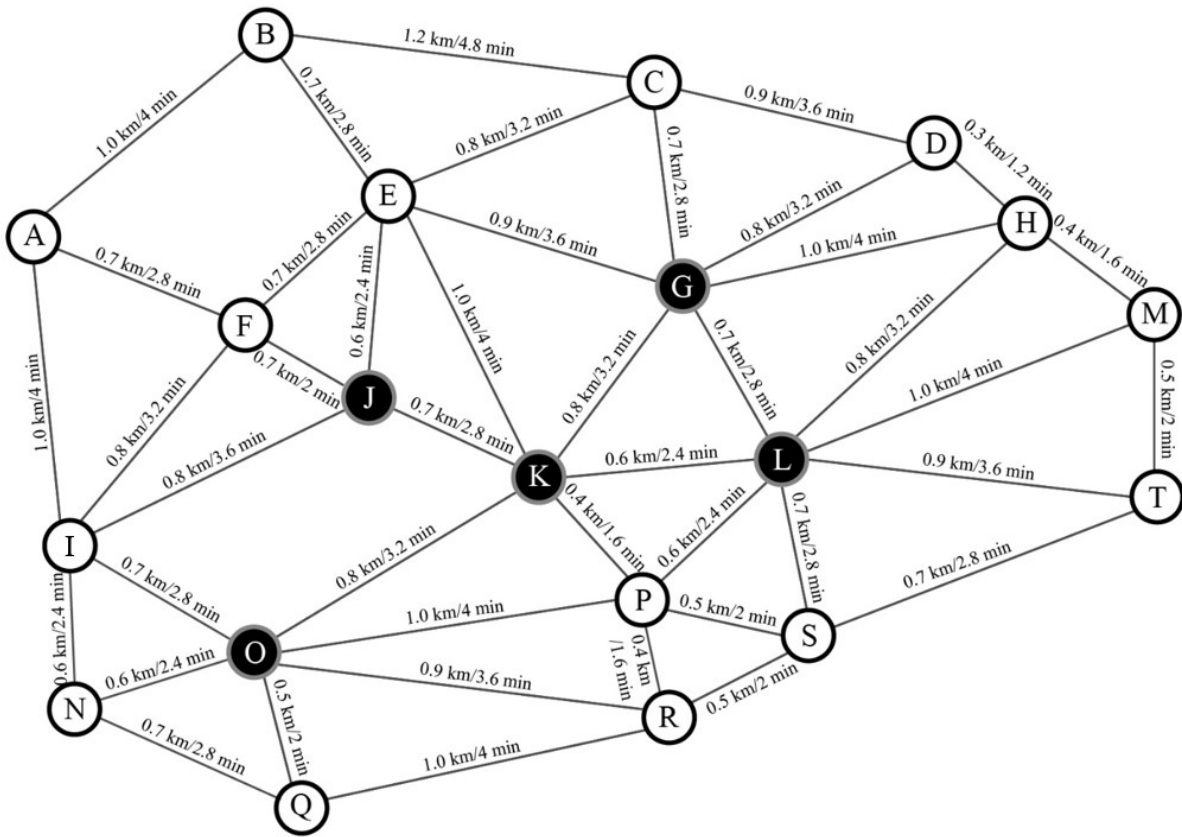 B
1.2 km/4.8 min
C
0.9 km/3.6 min
D
0.3 km/1.2 min
1.0 km/4 min
0.7 km/2.8 min
0.8 km/3.2 min
0.7 km/2.8 min
0.8 km/3.2 min
H
0.4 km/1.6 min
A
E
0.9 km/3.6 min
1.0 km/4 min
0.7 km/2.8 min
0.7 km/2.8 min
G
M
F
0.6 km/2.4 min
1.0 km/4 min
0.7 km/2.8 min
0.8 km/3.2 min
0.7 km/2 min
J
0.8 km/3.2 min
1.0 km/4 min
0.5 km/2 min
1.0 km/4 min
0.8 km/3.2 min
0.8 km/3.6 min
0.7 km/2.8 min
K
0.6 km/2.4 min
L
0.9 km/3.6 min
T
I
0.4 km/1.6 min
0.6 km/2.4 min
0.7 km/2.8 min
0.7 km/2.8 min
0.6 km/2.4 min
0.7 km/2.8 min
0.8 km/3.2 min
P
0.5 km/2 min
S
1.0 km/4 min
O
0.6 km/2.4 min
0.4 km
/1.6 min
0.9 km/3.6 min
0.5 km/2 min
N
R
0.7 km/2.8 min
0.5 km/2 min
1.0 km/4 min
Q